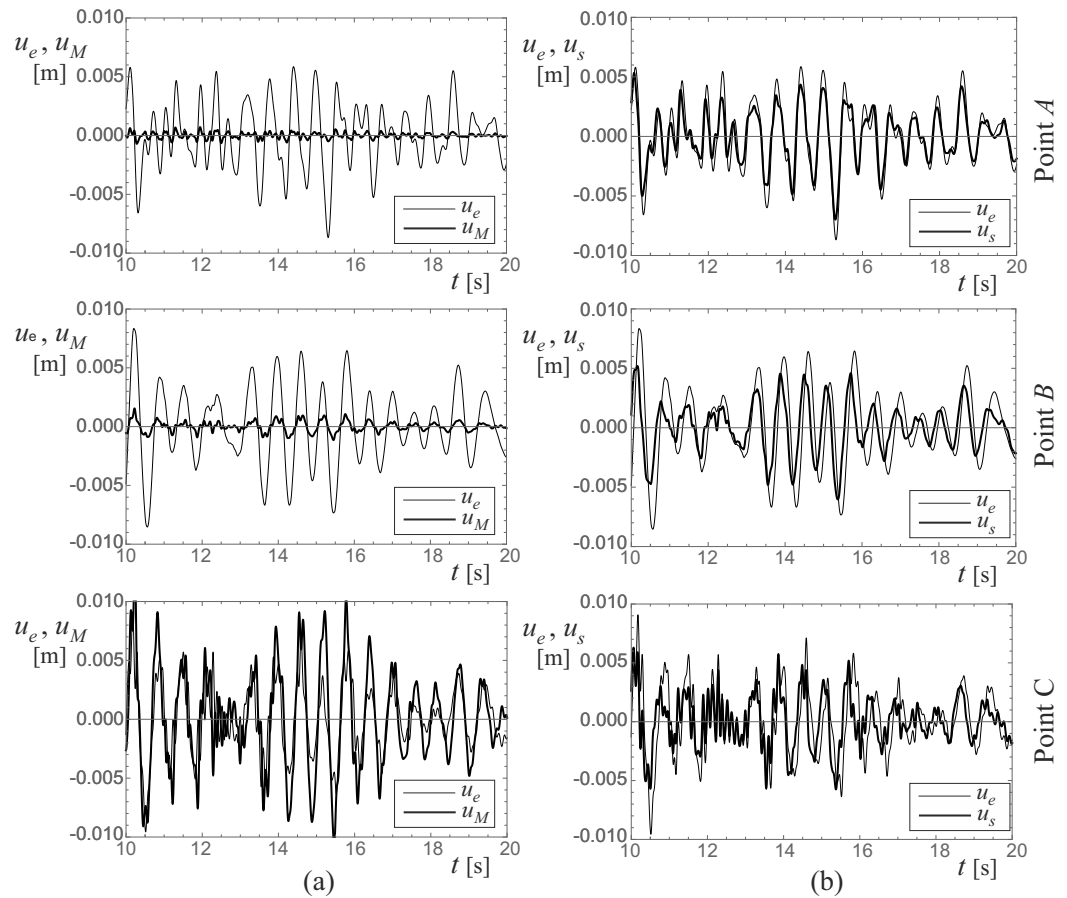 0.010
u_e , u_M
[m]
0.005
0.000
-0.005
-0.010
u_e
u_M
10 12 14 16 18 20
t [s]
0.010
u_e , u_s
[m]
0.005
0.000
-0.005
-0.010
u_e
u_s
10 12 14 16 18 20
t [s]
Point A
0.010
u_e , u_M
[m]
0.005
0.000
-0.005
-0.010
u_e
u_M
10 12 14 16 18 20
t [s]
0.010
u_e , u_s
[m]
0.005
0.000
-0.005
-0.010
u_e
u_s
10 12 14 16 18 20
t [s]
Point B
0.010
u_e , u_M
[m]
0.005
0.000
-0.005
-0.010
u_e
u_M
10 12 14 16 18 20
t [s]
(a)
0.010
u_e , u_s
[m]
0.005
0.000
-0.005
-0.010
u_e
u_s
10 12 14 16 18 20
t [s]
(b)
Point C